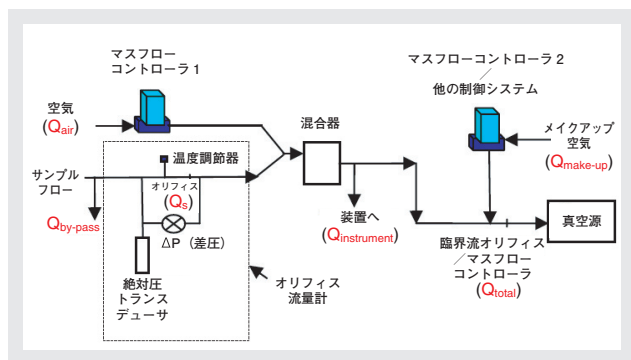 マスフロー
コントローラ1
空気
(Qair)
サンプル
フロー
Qby-pass
温度調節器
オリフィス
(Qs)
ΔP（差圧）
絶対圧
トランス
デューサ
オリフィス
流量計
混合器
装置へ
(Qinstrument)
マスフローコントローラ2
／
他の制御システム
メイクアップ
空気
(Qmake-up)
真空源
臨界流オリフィス
／マスフロー
コントローラ
(Qtotal)